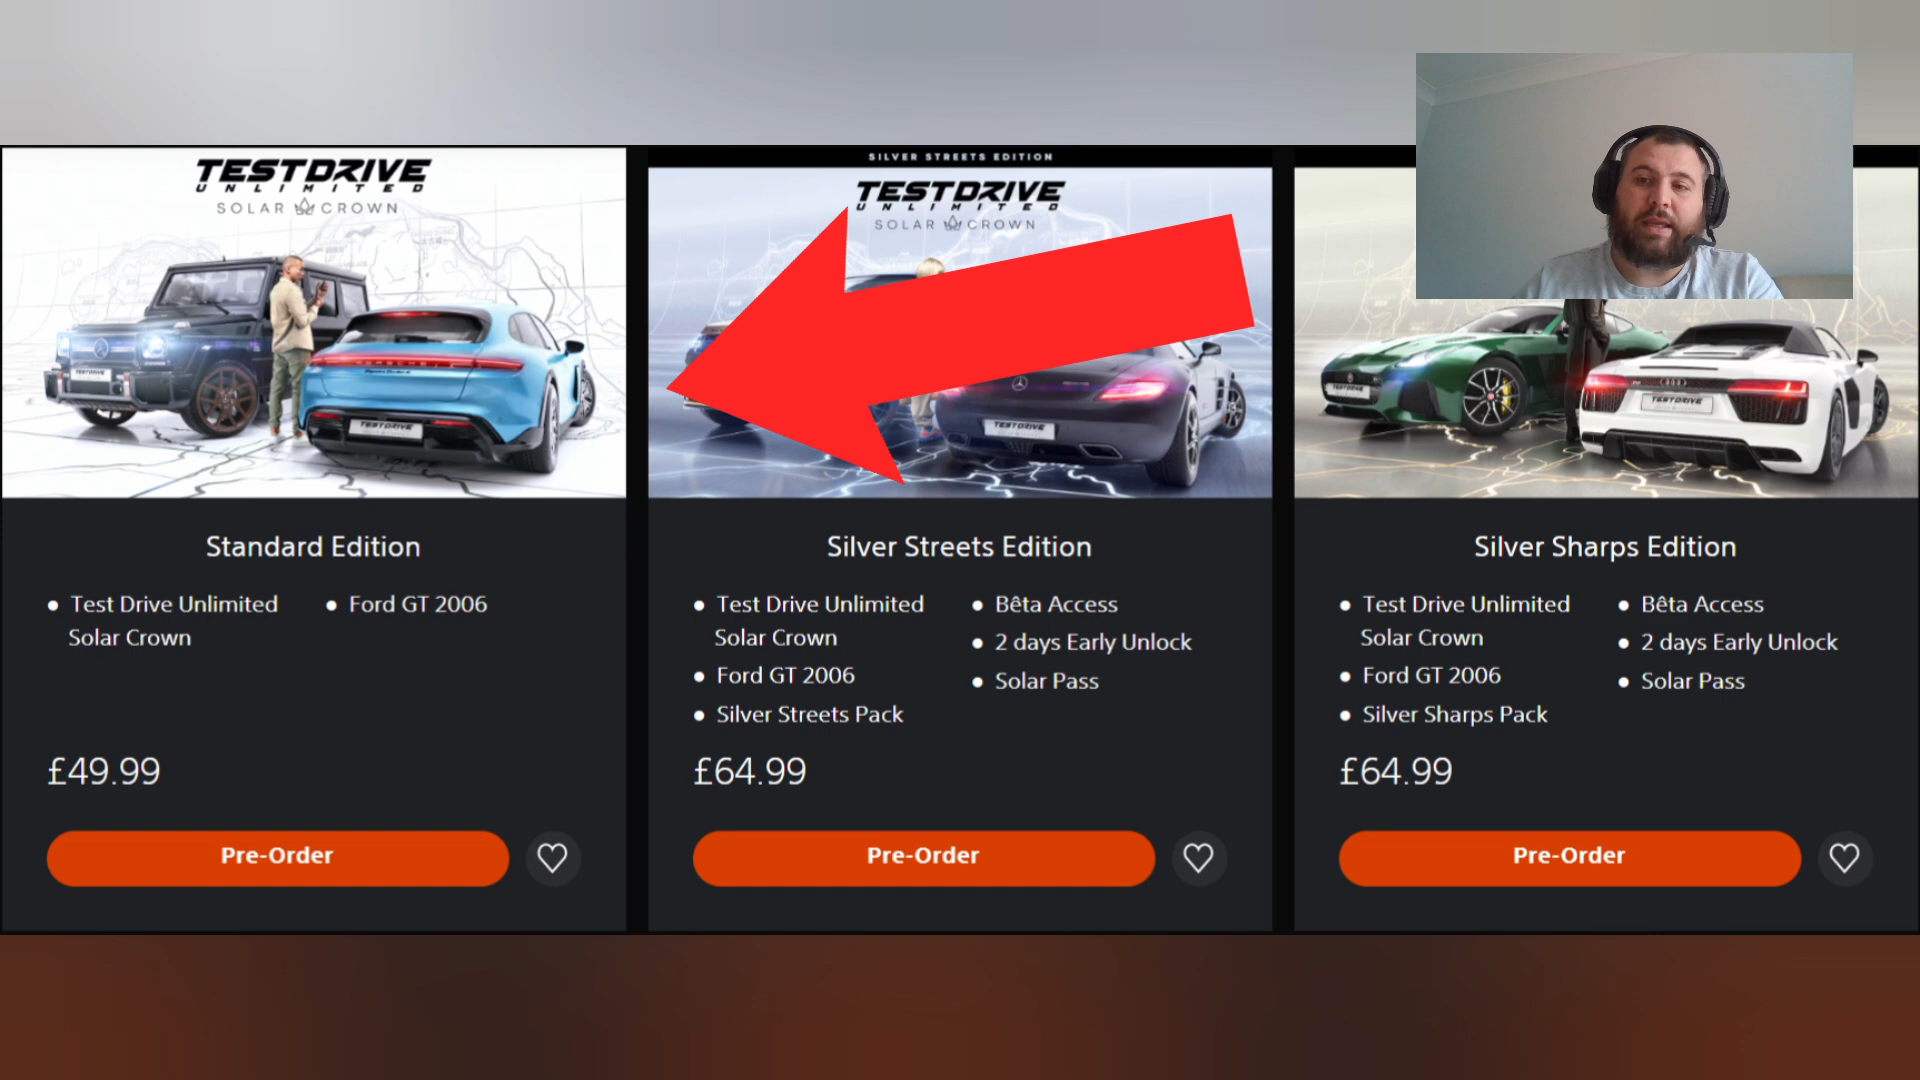 TESTDRIVE
UNLIMITED
SOLAR CROWN
TESTDRIVE
Standard Edition
Test Drive Unlimited
Solar Crown
Ford GT 2006
£49.99
Pre-Order
SILVER STREETS EDITION
TESTDRIVE
UNLIMITED
SOLAR CROWN
TESTDRIVE
Silver Streets Edition
Test Drive Unlimited
Solar Crown
Ford GT 2006
Silver Streets Pack
Bêta Access
2 days Early Unlock
Solar Pass
£64.99
Pre-Order
TESTDRIVE
TESTDRIVE
Silver Sharps Edition
Test Drive Unlimited
Solar Crown
Ford GT 2006
Silver Sharps Pack
Bêta Access
2 days Early Unlock
Solar Pass
£64.99
Pre-Order